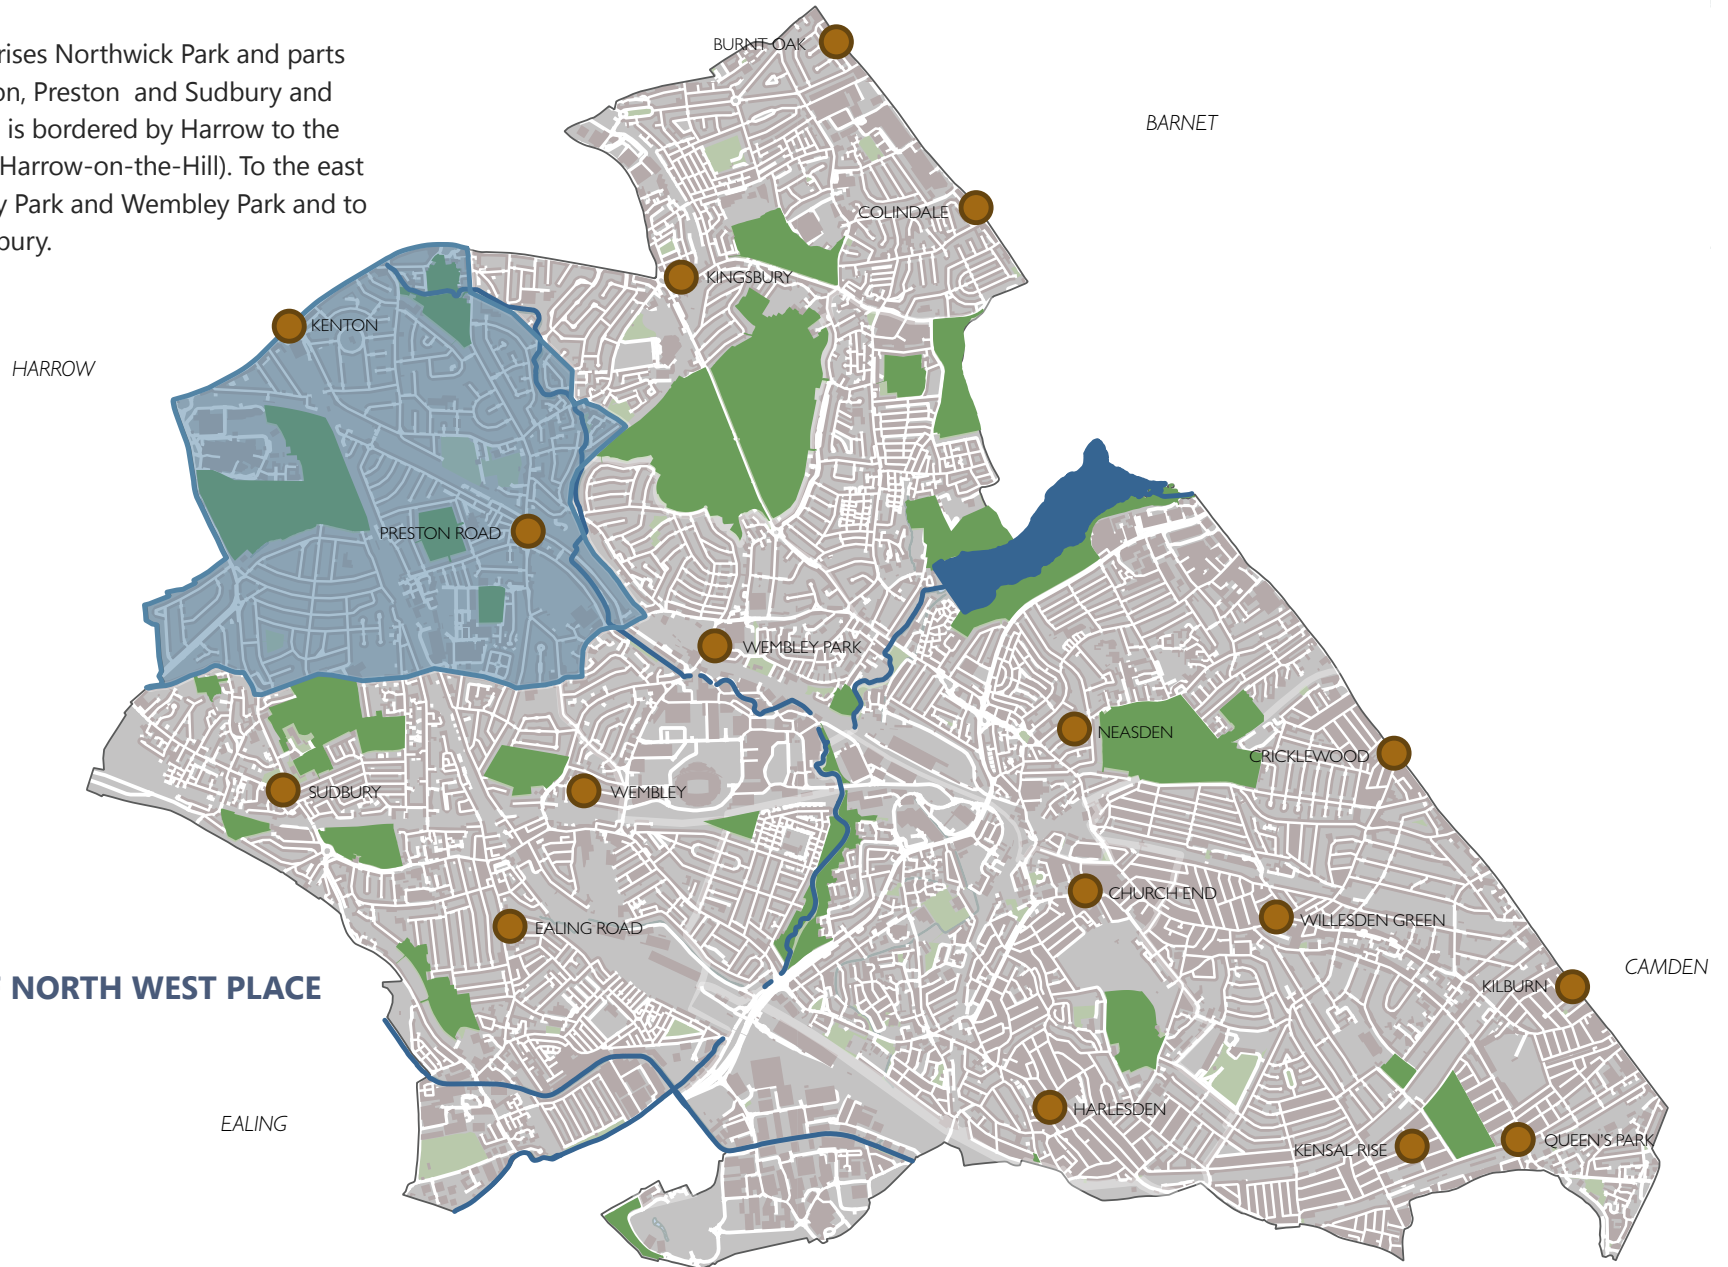 rises Northwick Park and parts
on, Preston and Sudbury and
is bordered by Harrow to the
Harrow-on-the-Hill). To the east
y Park and Wembley Park and to
bury.
BURNT OAK
BARNET
COLINDALE
KINGSBURY
KENTON
HARROW
PRESTON ROAD
WEMBLEY PARK
NEASDEN
CRICKLEWOOD
SUDBURY
WEMBLEY
CHURCH END
WILLESDEN GREEN
EALING ROAD
CAMDEN
NORTH WEST PLACE
KILBURN
HARLESDEN
EALING
KENSAL RISE
QUEEN'S PARK